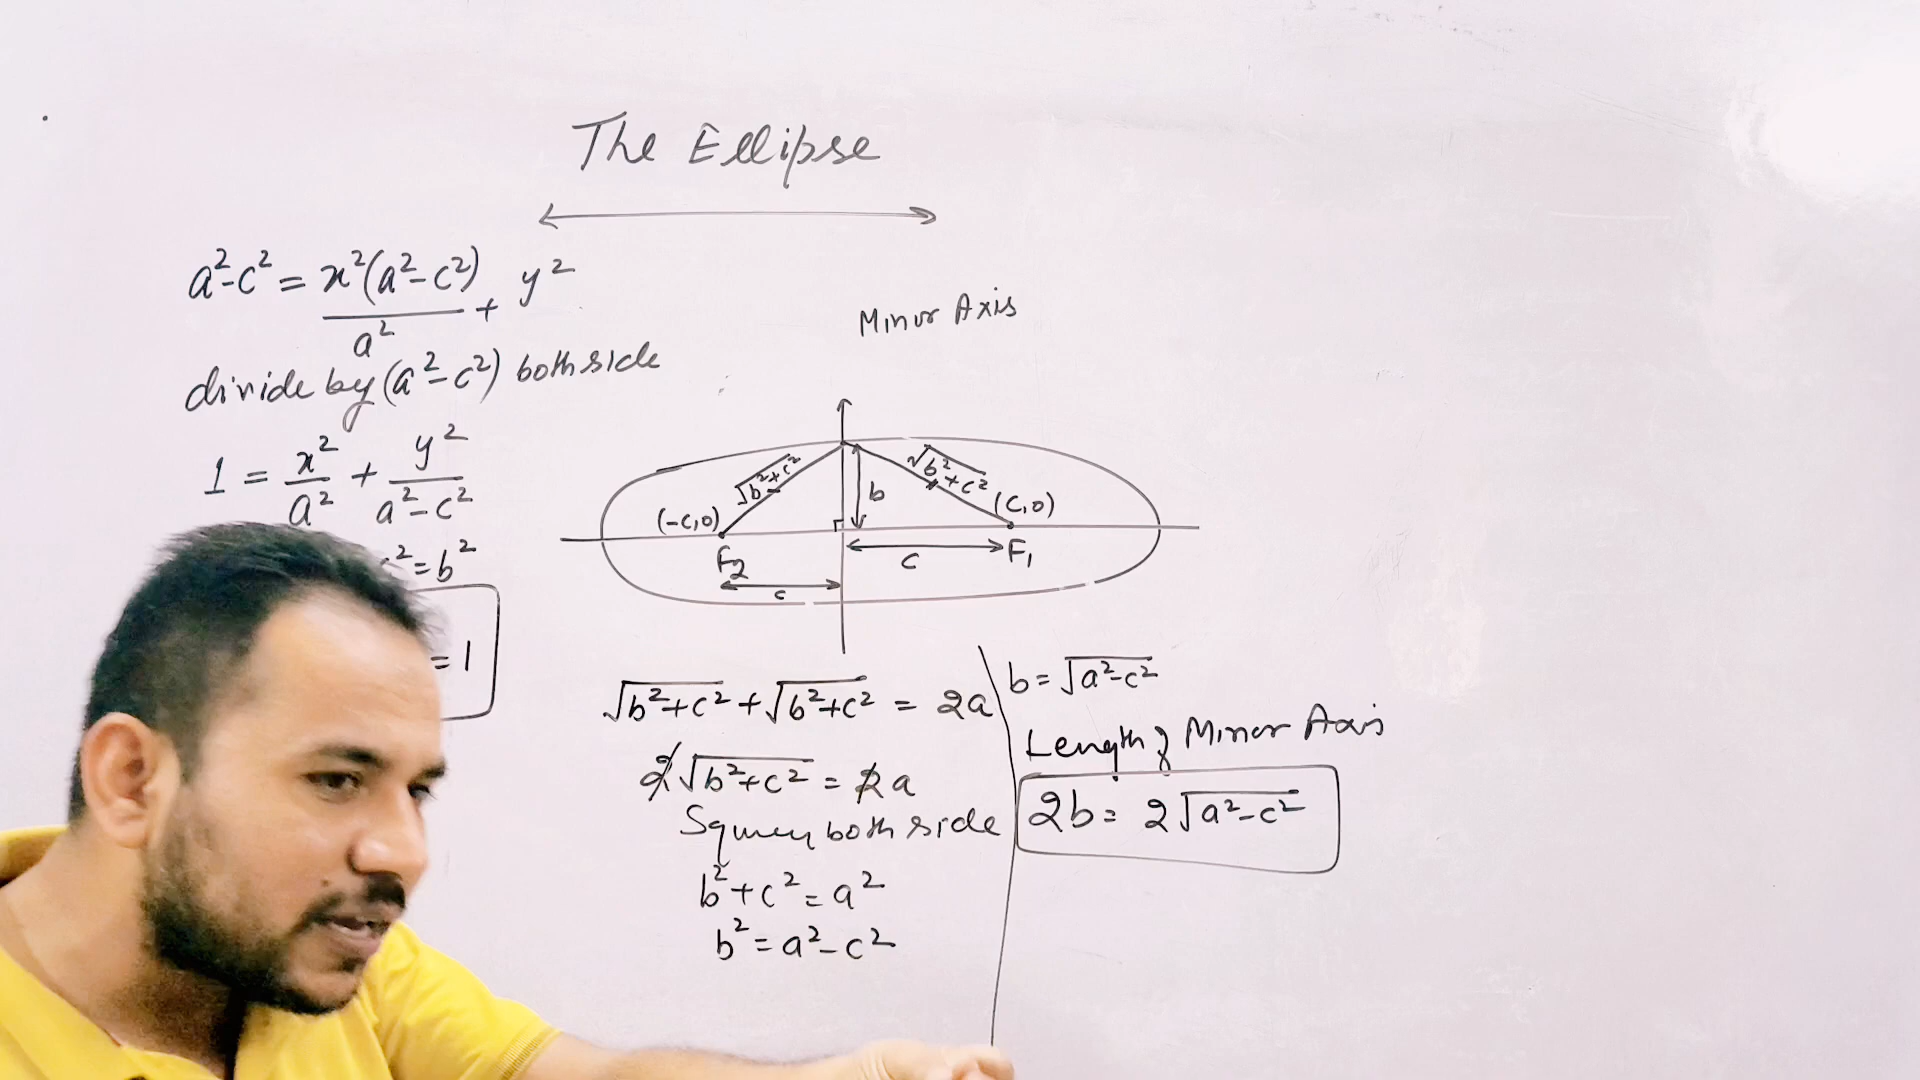 The Ellipse
a²-c² = x²(a²-c²)/a² + y²
divide by (a²-c²) both side
1 = x²/a² + y²/a²-c²
c² = b²
= 1
Minor Axis
√b²+c²
√b²+c²
b
(-c,0)
(C,0)
F2
F1
c
c
√b²+c² + √b²+c² = 2a
2√b²+c² = 2a
both side
b²+c² = a²
b² = a²-c²
b = √a²-c²
Length of Minor Axis
2b = 2√a²-c²